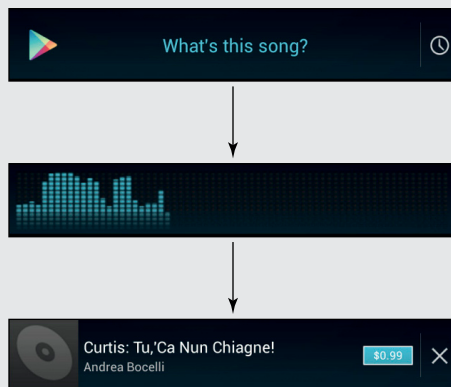 What's this song?
Curtis: Tu,'Ca Nun Chiagne!
Andrea Bocelli
$0.99